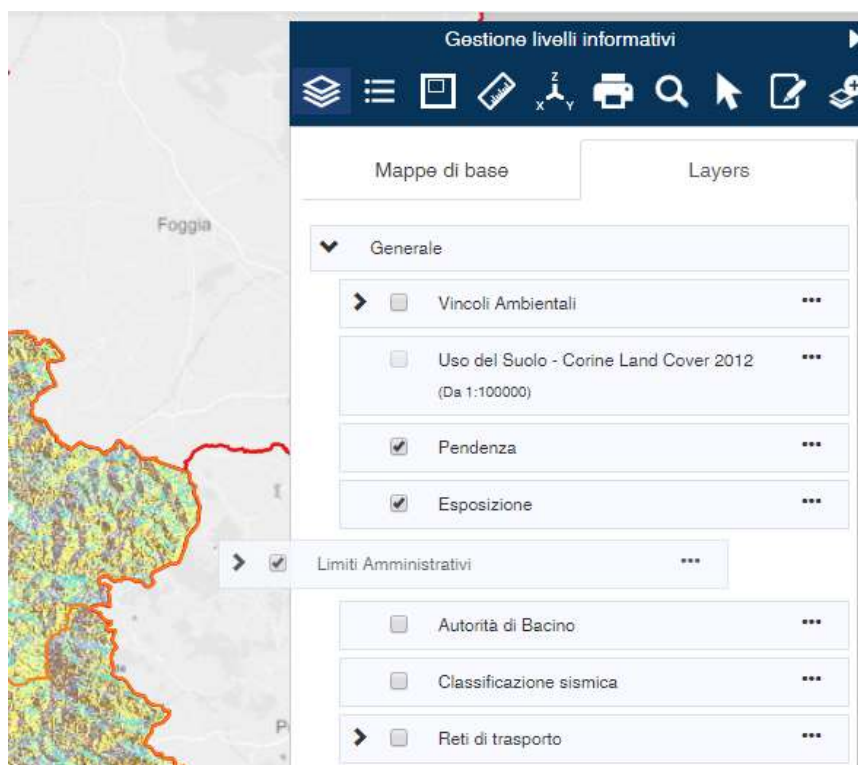 Gestione livelli informativi
Z
X Y
Mappe di base
Layers
Foggia
Generale
Vincoli Ambientali
Uso del Suolo - Corine Land Cover 2012
(Da 1:100000)
Pendenza
Esposizione
Limiti Amministrativi
Autorità di Bacino
Classificazione sismica
Reti di trasporto